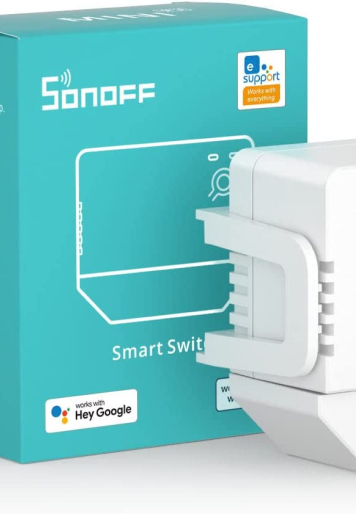 SONOFF
e
support
Works with
everything
Smart Swit
works with
Hey Google